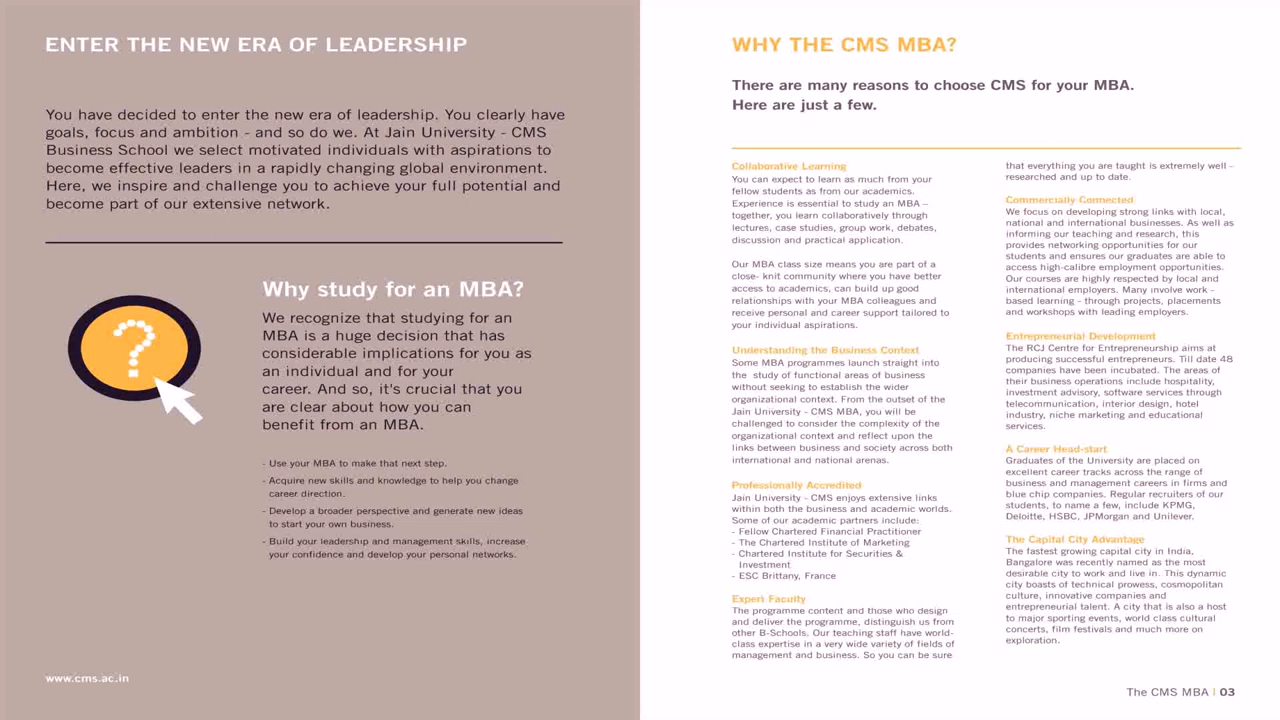 ENTER THE NEW ERA OF LEADERSHIP
You have decided to enter the new era of leadership. You clearly have
goals, focus and ambition - and so do we. At Jain University - CMS
Business School we select motivated individuals with aspirations to
become effective leaders in a rapidly changing global environment.
Here, we inspire and challenge you to achieve your full potential and
become part of our extensive network.
?
Why study for an MBA?
We recognize that studying for an
MBA is a huge decision that has
considerable implications for you as
an individual and for your
career. And so, it's crucial that you
are clear about how you can
benefit from an MBA.
- Use your MBA to make that next step.
- Acquire new skills and knowledge to help you change
career direction.
- Develop a broader perspective and generate new ideas
to start your own business.
- Build your leadership and management skills, increase
your confidence and develop your personal networks.
www.cms.ac.in
WHY THE CMS MBA?
There are many reasons to choose CMS for your MBA.
Here are just a few.
Collaborative Learning
You can expect to learn as much from your
fellow students as from our academics.
Experience is essential to study an MBA –
together, you learn collaboratively through
lectures, case studies, group work, debates,
discussion and practical application.
Our MBA class size means you are part of a
close- knit community where you have better
access to academics, can build up good
relationships with your MBA colleagues and
receive personal and career support tailored to
your individual aspirations.
Understanding the Business Context
Some MBA programmes launch straight into
the study of functional areas of business
without seeking to establish the wider
organizational context. From the outset of the
Jain University - CMS MBA, you will be
challenged to consider the complexity of the
organizational context and reflect upon the
links between business and society across both
international and national arenas.
Professionally Accredited
Jain University - CMS enjoys extensive links
within both the business and academic worlds.
Some of our academic partners include:
- Fellow Chartered Financial Practitioner
- The Chartered Institute of Marketing
- Chartered Institute for Securities &
Investment
- ESC Brittany, France
Expert Faculty
The programme content and those who design
and deliver the programme, distinguish us from
other B-Schools. Our teaching staff have world-
class expertise in a very wide variety of fields of
management and business. So you can be sure
that everything you are taught is extremely well –
researched and up to date.
Commercially Connected
We focus on developing strong links with local,
national and international businesses. As well as
informing our teaching and research, this
provides networking opportunities for our
students and ensures our graduates are able to
access high-calibre employment opportunities.
Our courses are highly respected by local and
international employers. Many involve work -
based learning - through projects, placements
and workshops with leading employers.
Entrepreneurial Development
The RCJ Centre for Entrepreneurship aims at
producing successful entrepreneurs. Till date 48
companies have been incubated. The areas of
their business operations include hospitality,
investment advisory, software services through
telecommunication, interior design, hotel
industry, niche marketing and educational
services.
A Career Head-start
Graduates of the University are placed on
excellent career tracks across the range of
business and management careers in firms and
blue chip companies. Regular recruiters of our
students, to name a few, include KPMG,
Deloitte, HSBC, JPMorgan and Unilever.
The Capital City Advantage
The fastest growing capital city in India,
Bangalore was recently named as the most
desirable city to work and live in. This dynamic
city boasts of technical prowess, cosmopolitan
culture, innovative companies and
entrepreneurial talent. A city that is also a host
to major sporting events, world class cultural
concerts, film festivals and much more on
exploration.
The CMS MBA | 03